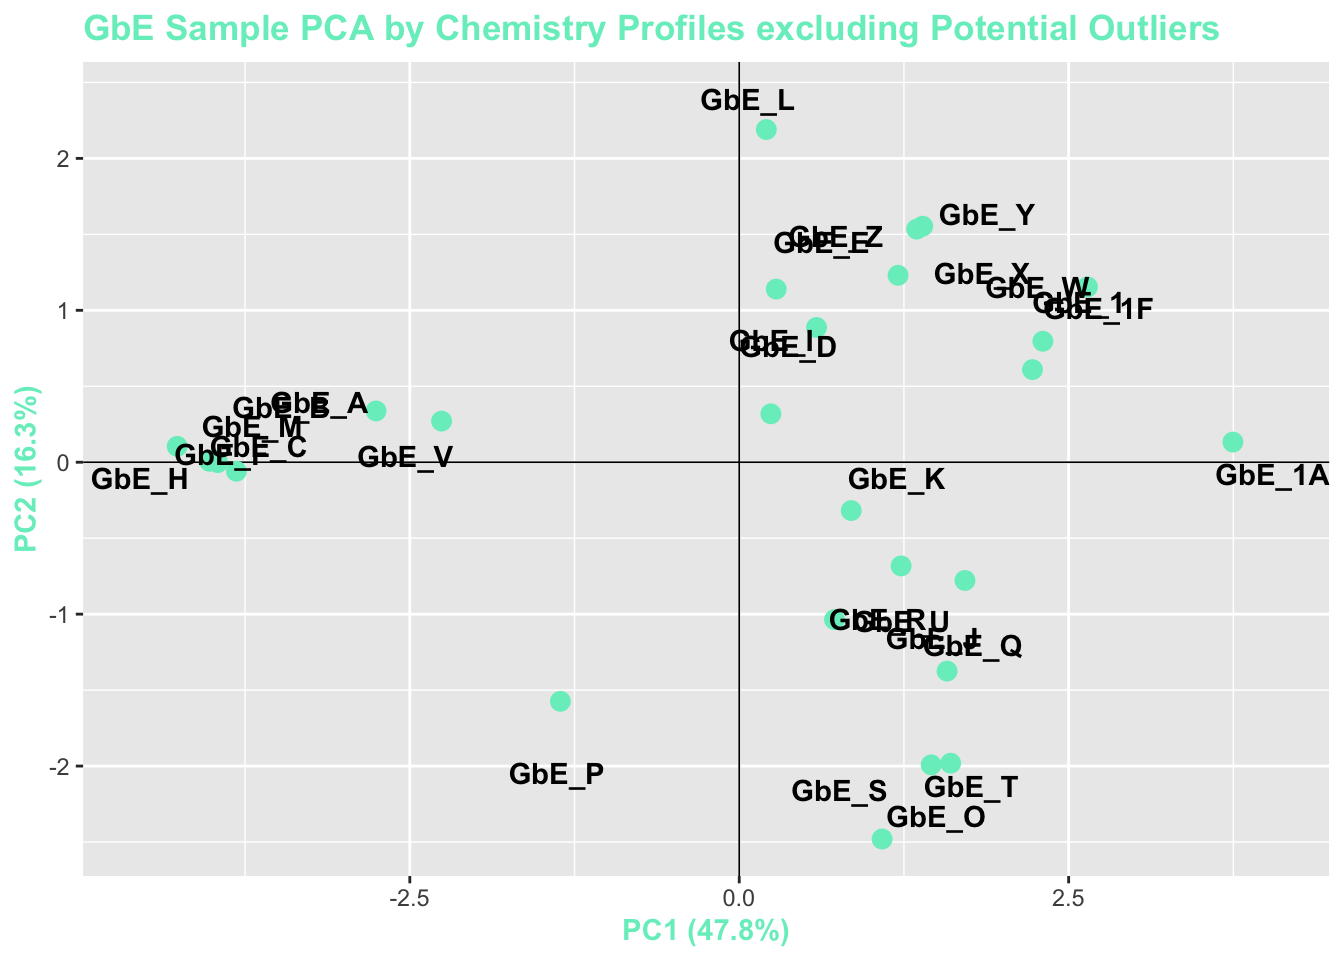 GbE Sample PCA by Chemistry Profiles excluding Potential Outliers
GbE_L
2
GbE_Y
GbE_Z
GbE_E
GbE_X
GbE_W
1
GbE_1F
GbE_I
GbE_D
GbE_A
GbE_B
GbE_M
GbE_C
GbE_V
0
GbE_H
GbE_K
GbE_1A
-1
GbE_R
GbE_U
GbE_J
GbE_Q
-2
GbE_P
GbE_S
GbE_T
GbE_O
-2.5
0.0
2.5
PC1 (47.8%)
PC2 (16.3%)